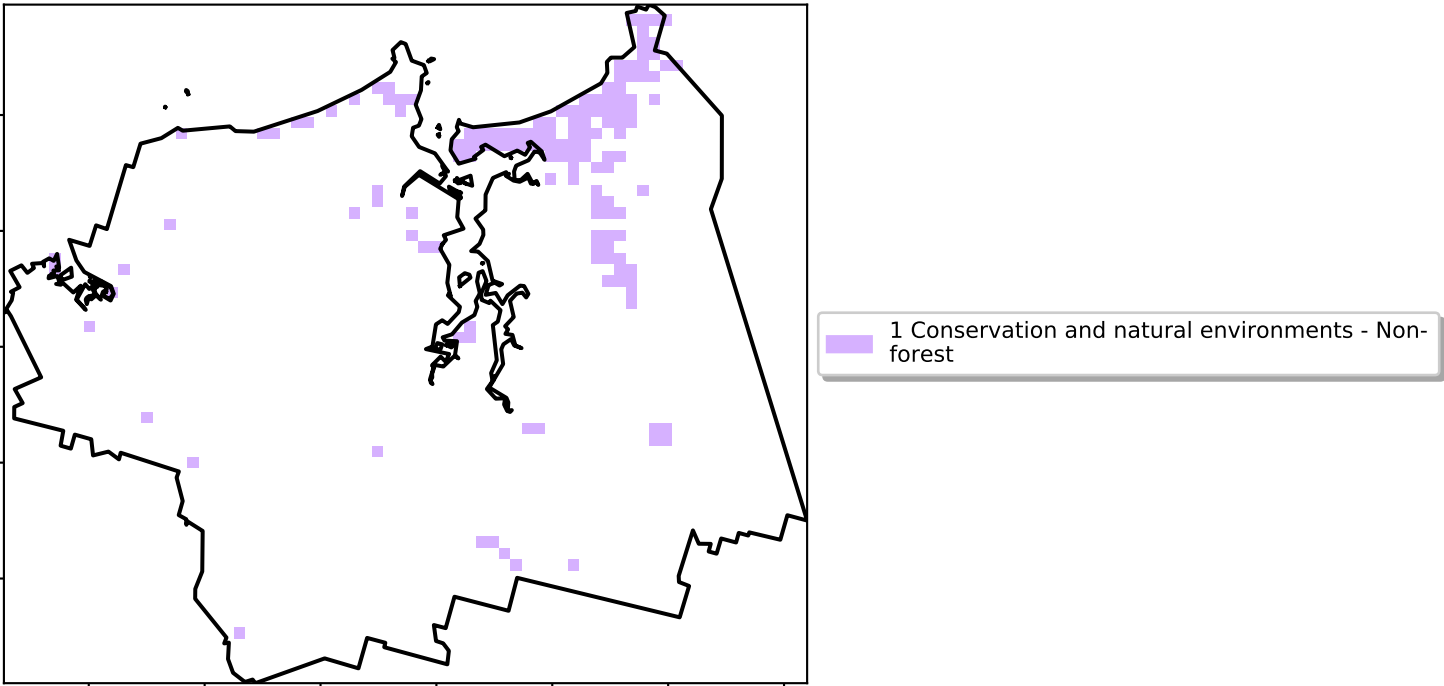 1 Conservation and natural environments - Non-
forest